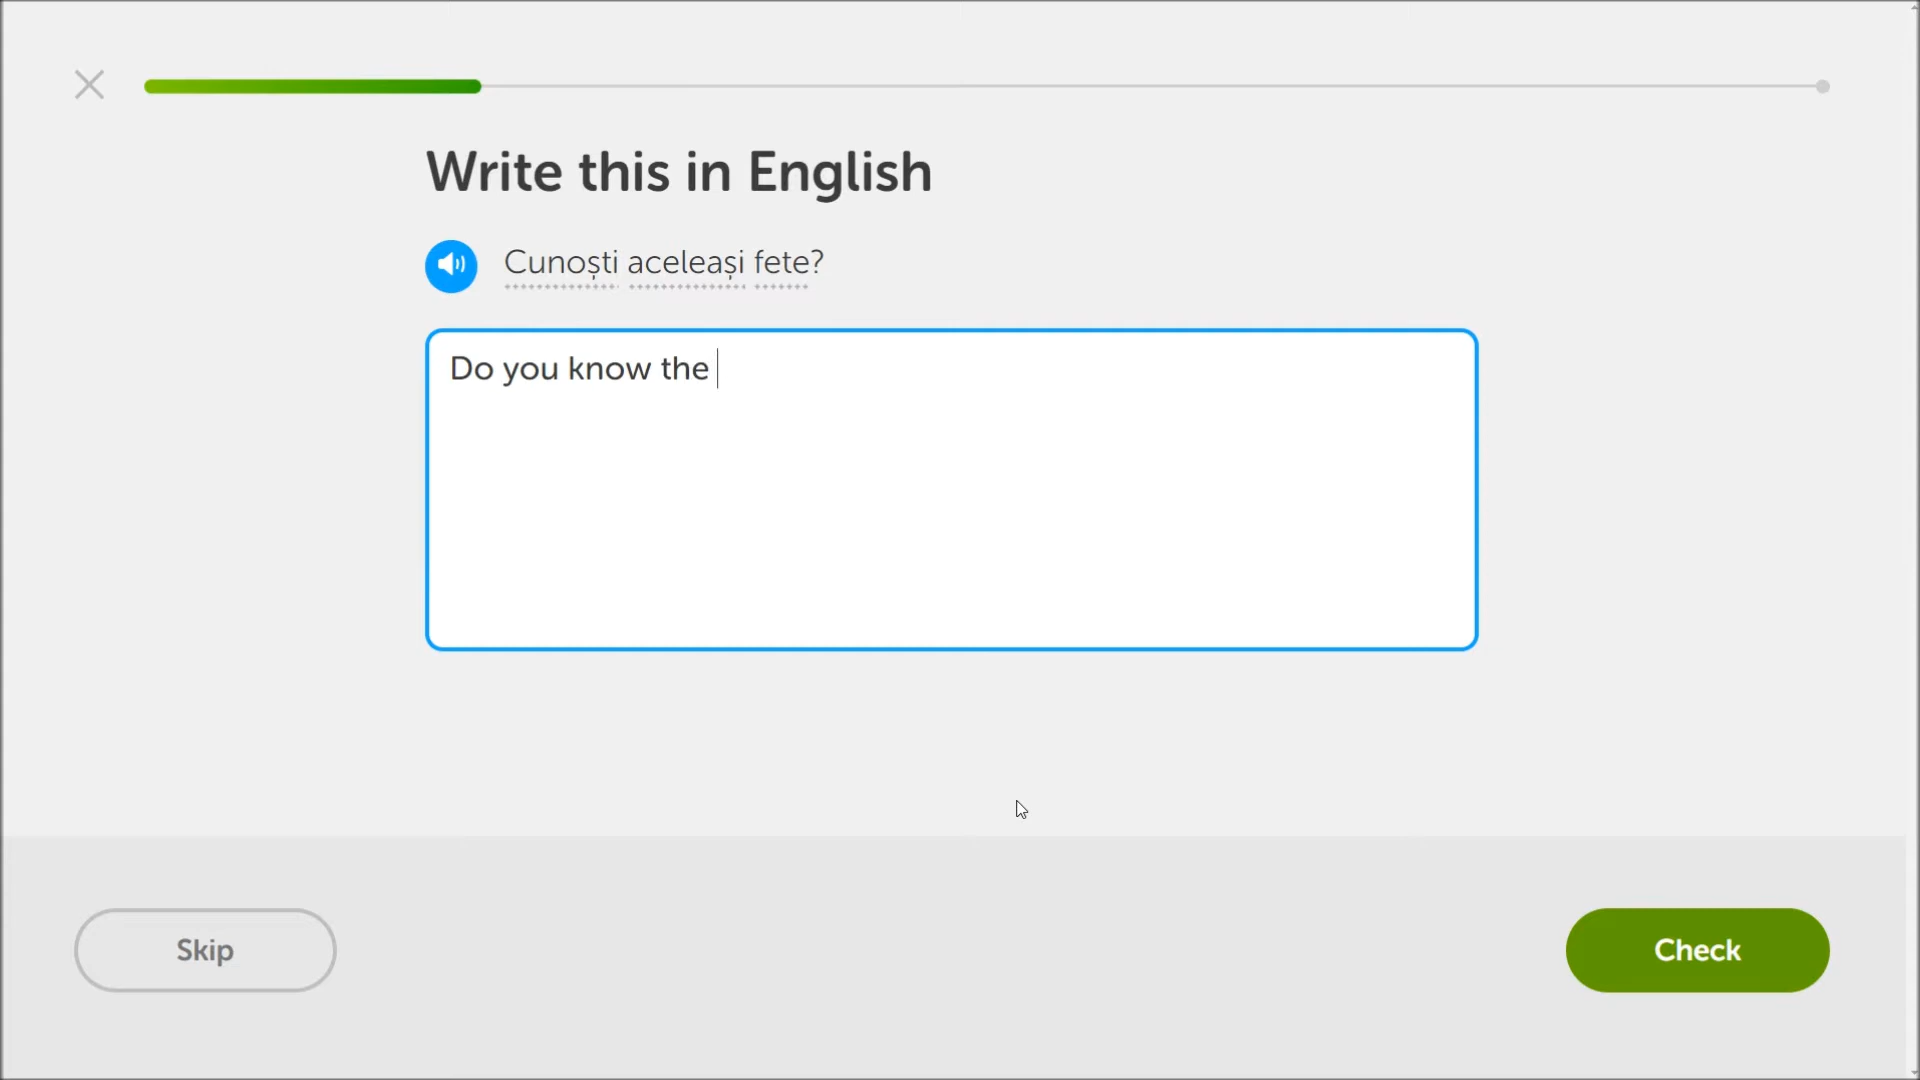 Write this in English
Cunoști aceleași fete?
Do you know the
Skip
Check